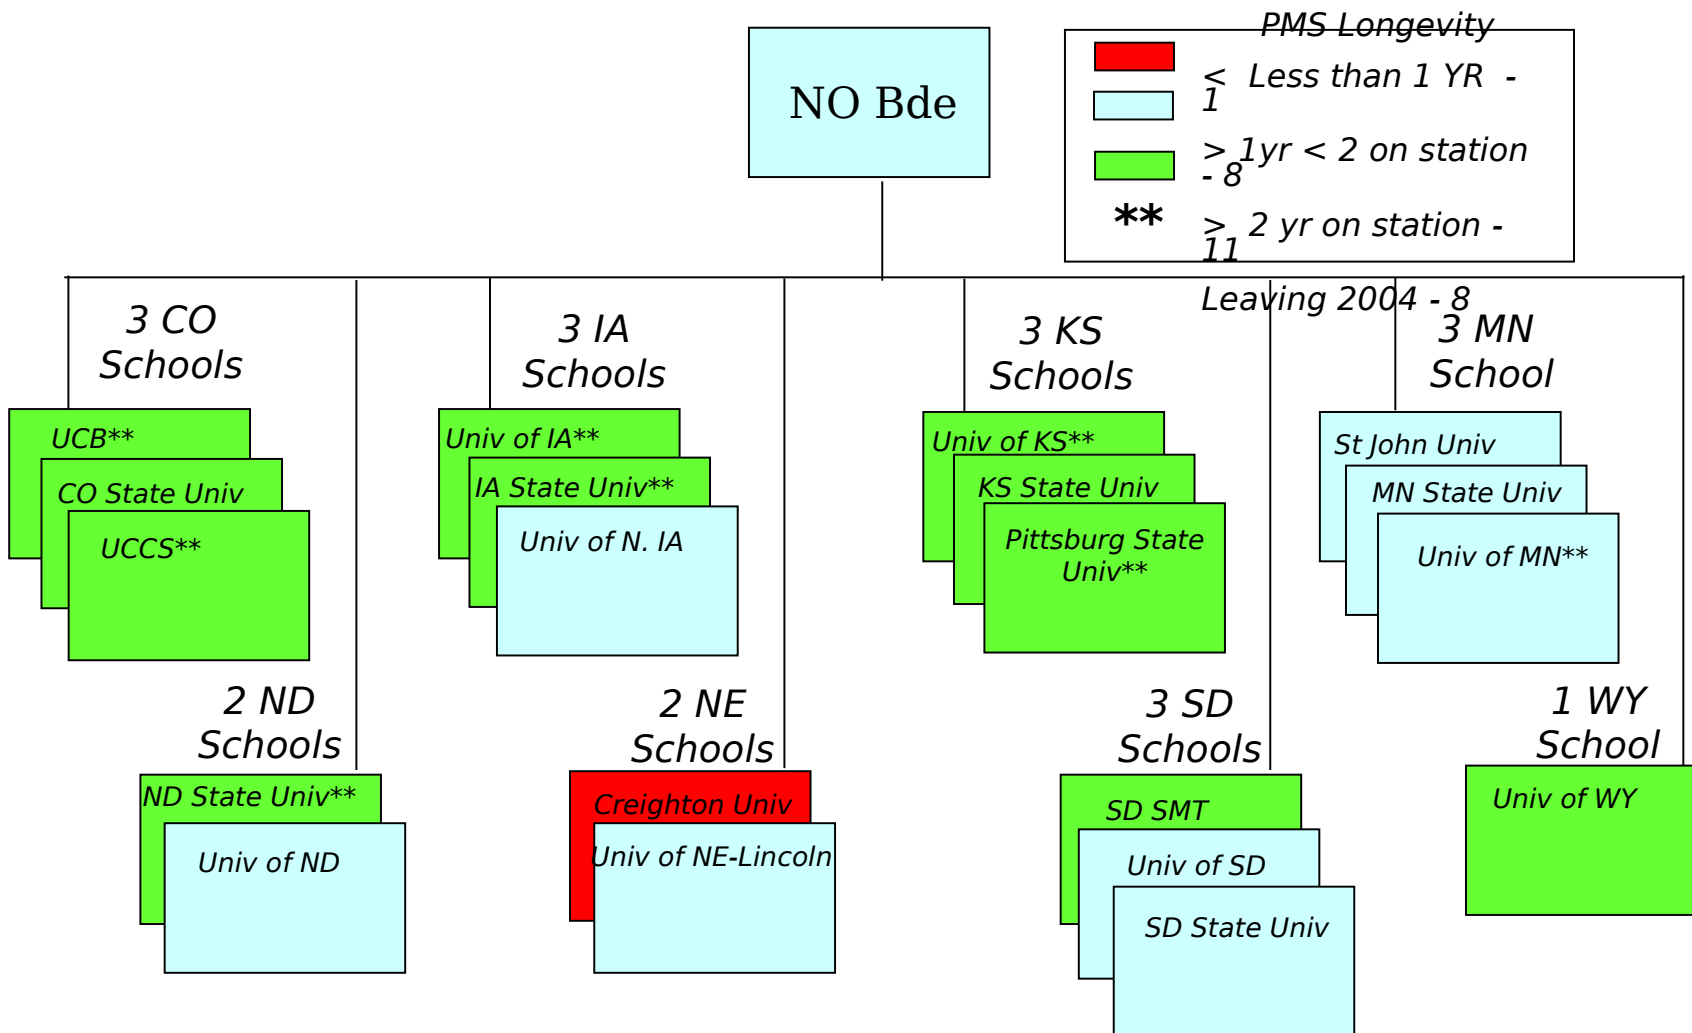 NO Bde
PMS Longevity
< Less than 1 YR -
1
> 1yr < 2 on station
- 8
** > 2 yr on station -
11
Leaving 2004 - 8
3 CO
Schools
UCB**
CO State Univ
UCCS**
3 IA
Schools
Univ of IA**
IA State Univ**
Univ of N. IA
3 KS
Schools
Univ of KS**
KS State Univ
Pittsburg State
Univ**
3 MN
School
St John Univ
MN State Univ
Univ of MN**
2 ND
Schools
ND State Univ**
Univ of ND
2 NE
Schools
Creighton Univ
Univ of NE-Lincoln
3 SD
Schools
SD SMT
Univ of SD
SD State Univ
1 WY
School
Univ of WY